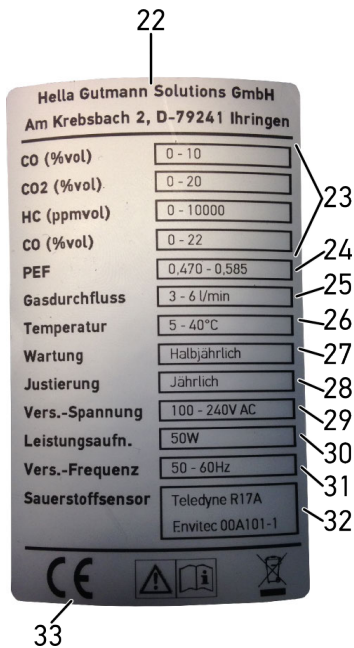 22
Hella Gutmann Solutions GmbH
Am Krebsbach 2, D-79241 Ihringen
CO (%vol) 0 - 10
CO2 (%vol) 0 - 20
HC (ppmvol) 0 - 10000
CO (%vol) 0 - 22
23
PEF 0,470 - 0,585 24
Gasdurchfluss 3 - 6 l/min 25
Temperatur 5 - 40°C 26
Wartung Halbjährlich 27
Justierung Jährlich 28
Vers.-Spannung 100 - 240V AC 29
Leistungsaufn. 50W 30
Vers.-Frequenz 50 - 60Hz 31
Sauerstoffsensor Teledyne R17A
Envitec 00A101-1
32
CE
33